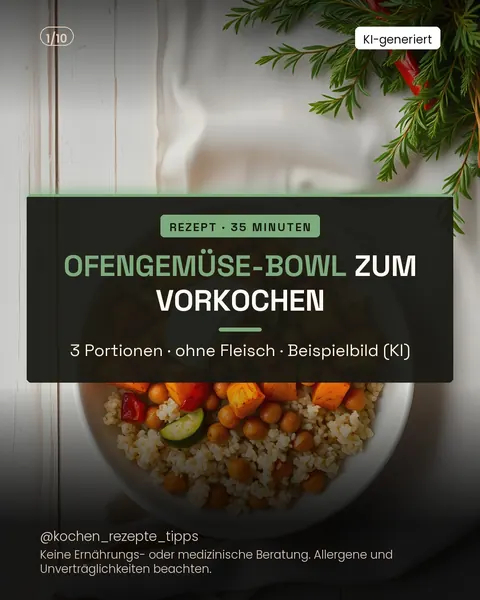 1/10
KI-generiert
REZEPT · 35 MINUTEN
OFENGEMÜSE-BOWL ZUM
VORKOCHEN
3 Portionen · ohne Fleisch · Beispielbild (KI)
@kochen_rezepte_tipps
Keine Ernährungs- oder medizinische Beratung. Allergene und
Unverträglichkeiten beachten.